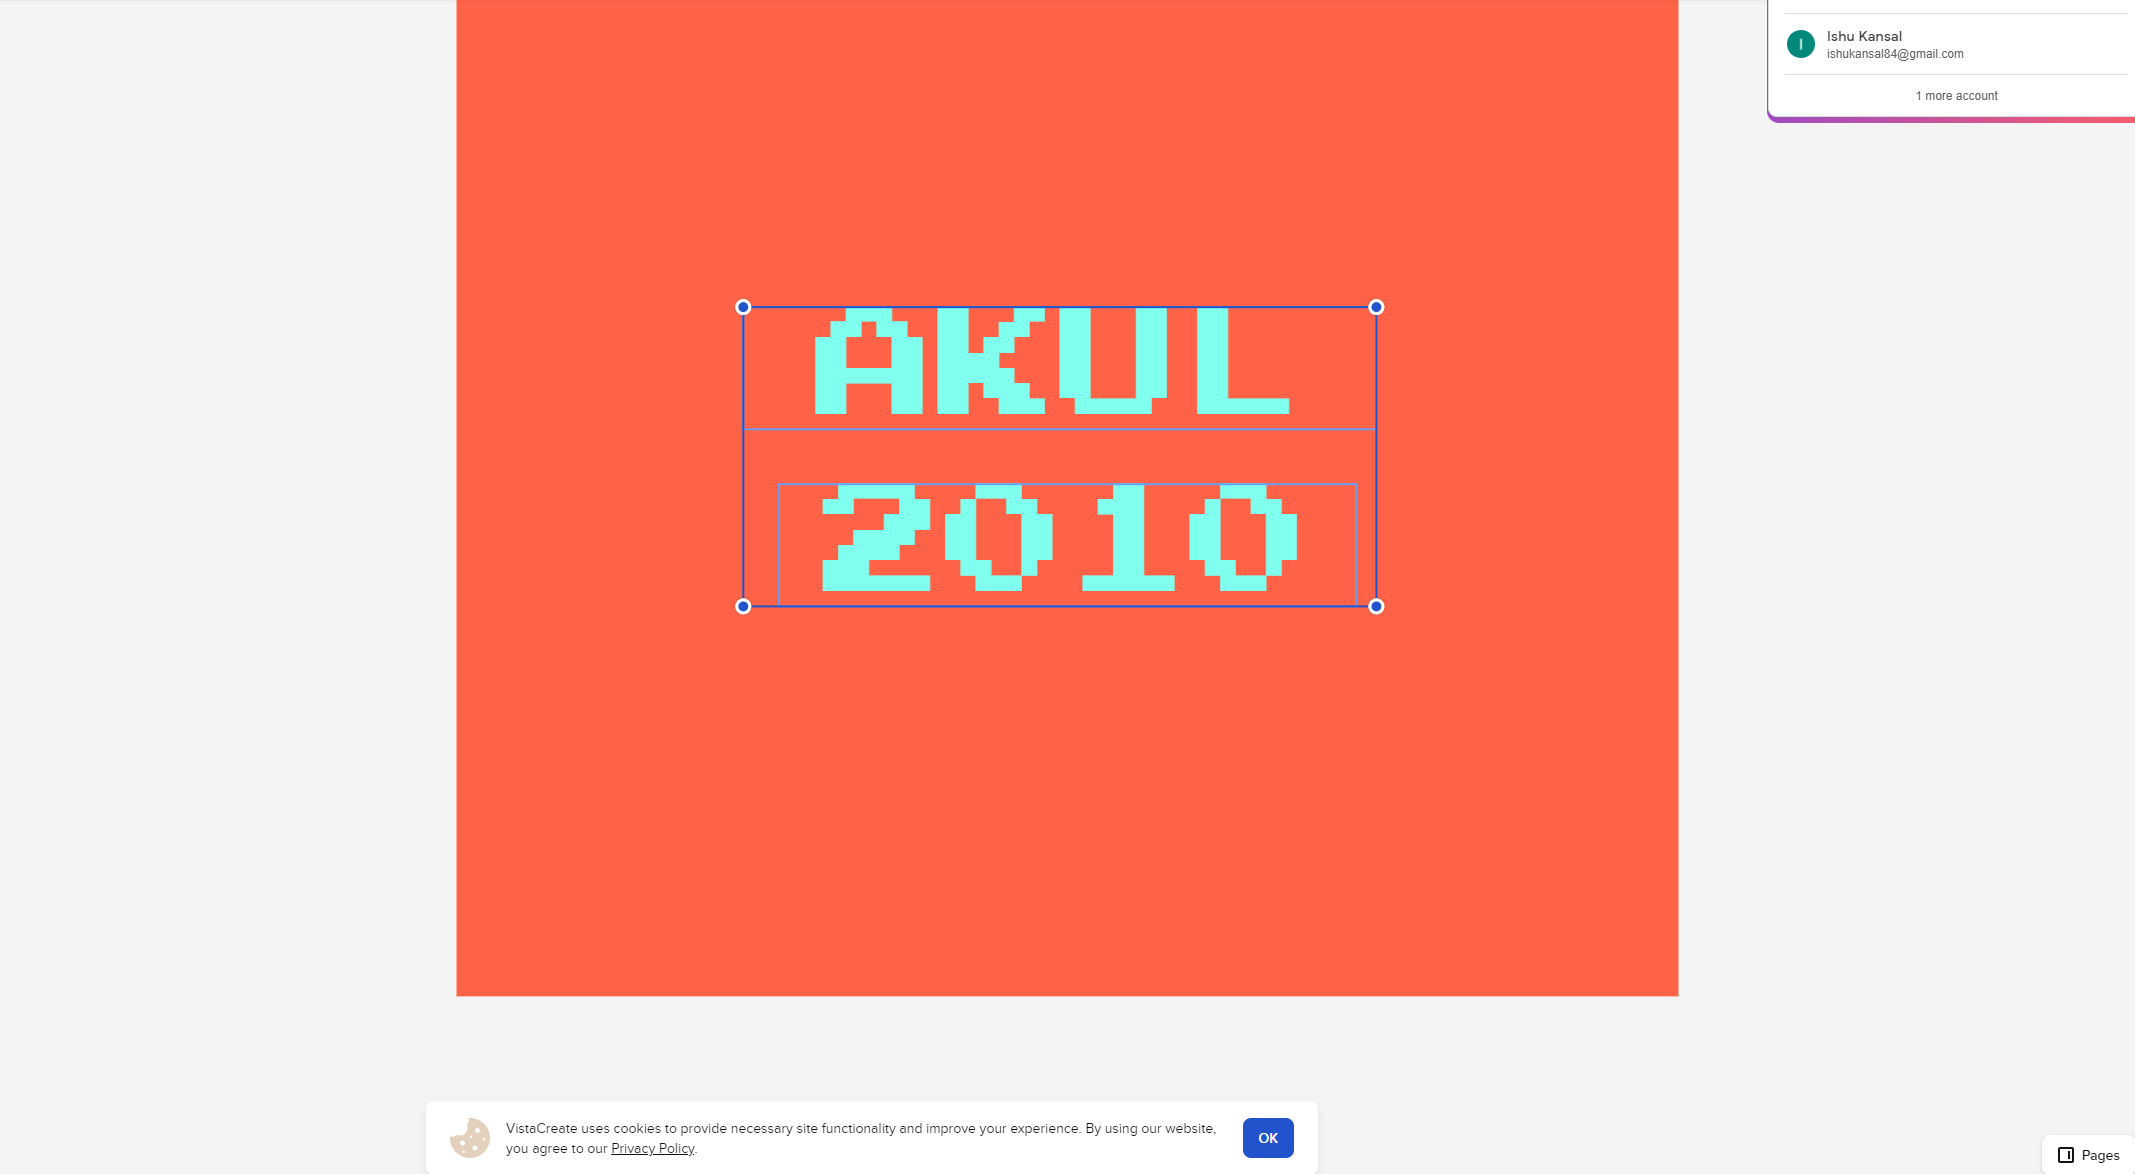 I
Ishu Kansal
ishukansal84@gmail.com
1 more account
AKUL
2010
VistaCreate uses cookies to provide necessary site functionality and improve your experience. By using our website,
you agree to our Privacy Policy.
OK
Pages